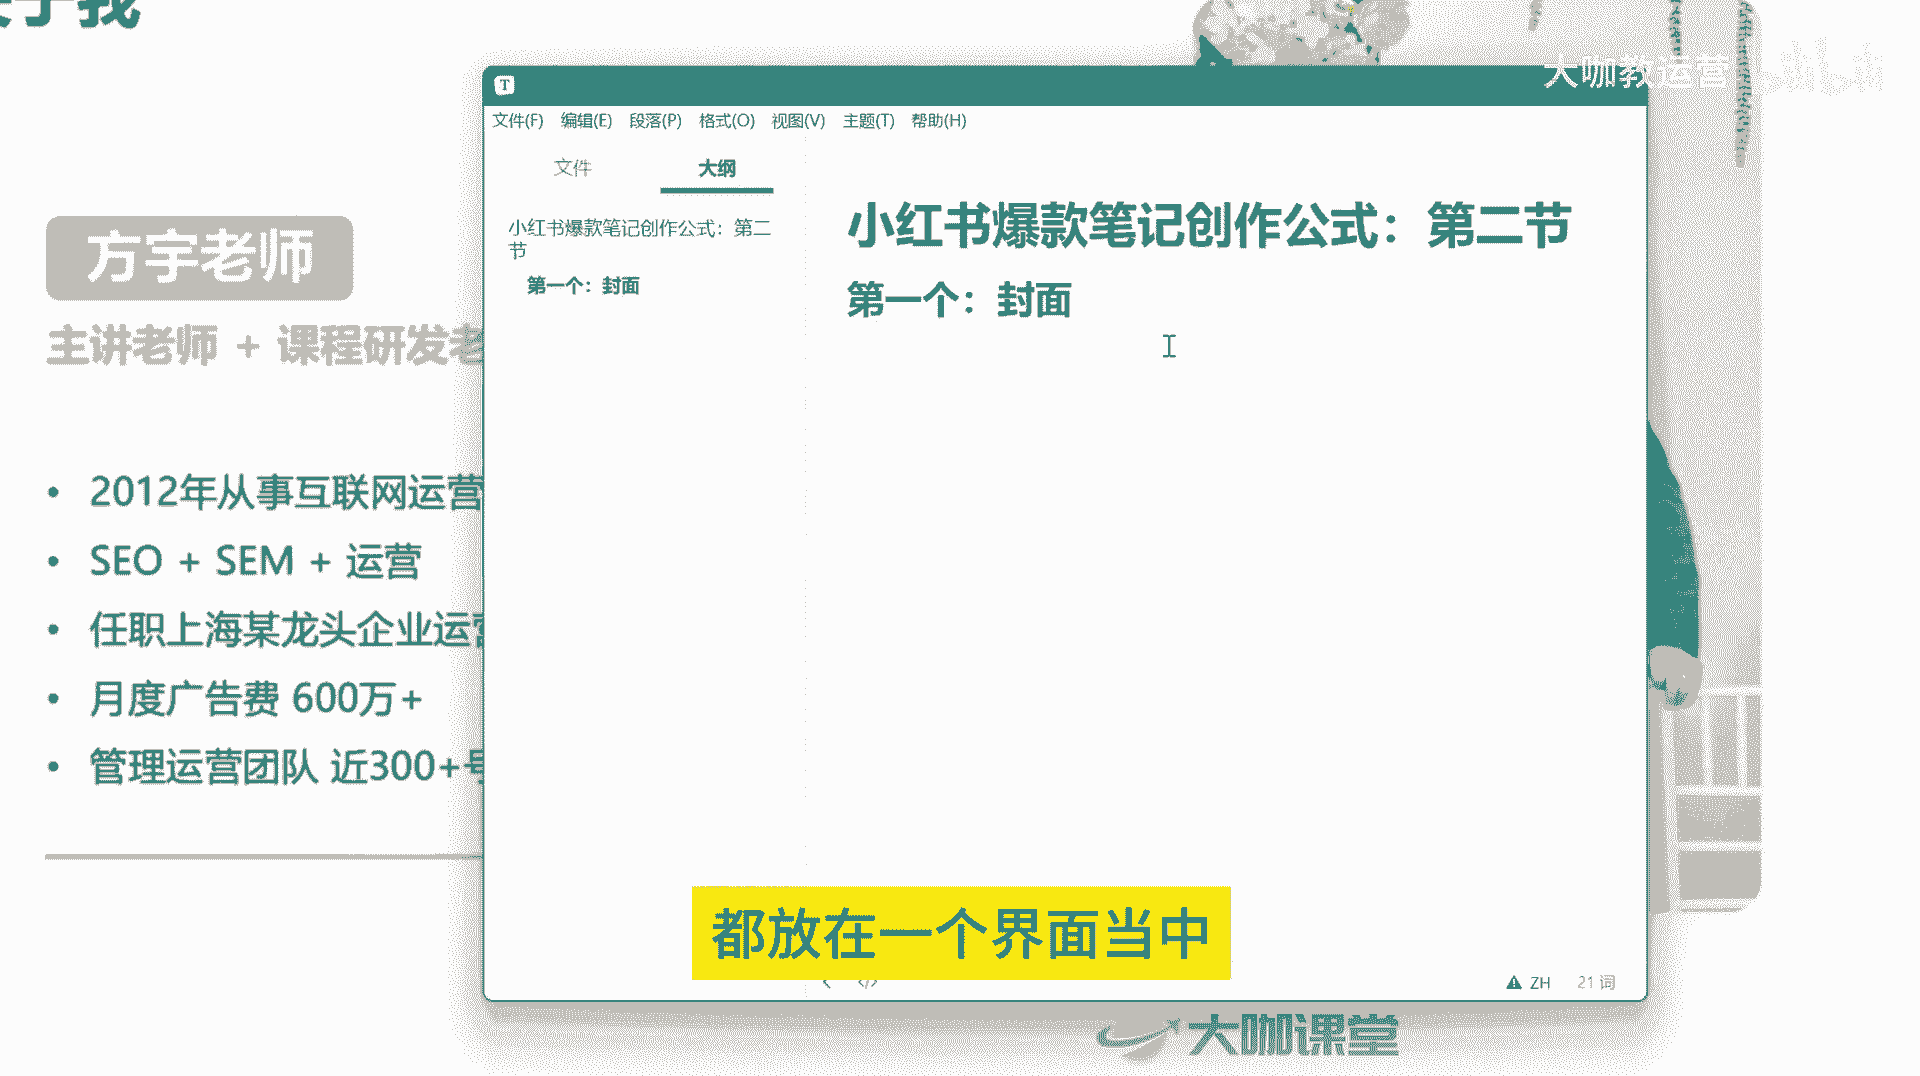 关于我
大咖教运营
方宇老师
主讲老师 + 课程研发老
2012年从事互联网运营
SEO + SEM + 运营
任职上海某龙头企业运营
月度广告费 600万+
管理运营团队 近300+号
T
文件(F) 编辑(E) 段落(P) 格式(O) 视图(V) 主题(T) 帮助(H)
文件 大纲
小红书爆款笔记创作公式：第二
节
第一个：封面
小红书爆款笔记创作公式：第二节
第一个：封面
都放在一个界面当中
</>
ZH 21 词
大咖课堂